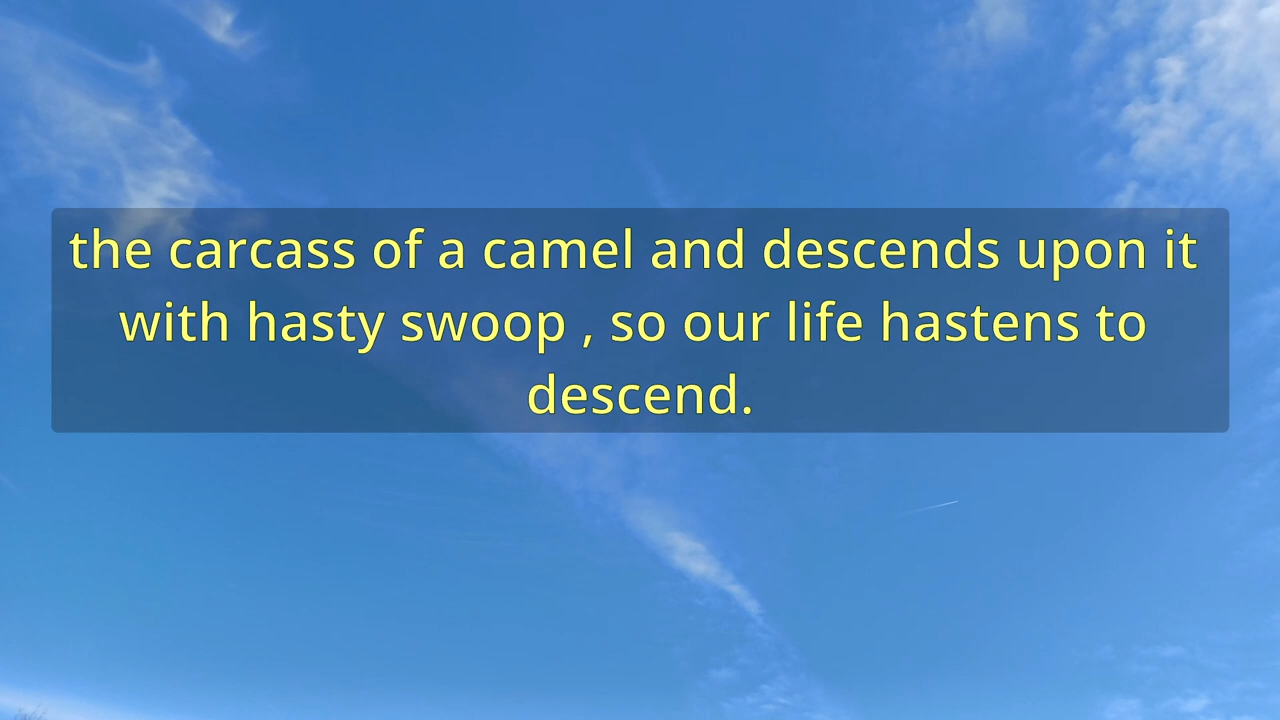 the carcass of a camel and descends upon it
with hasty swoop , so our life hastens to
descend.